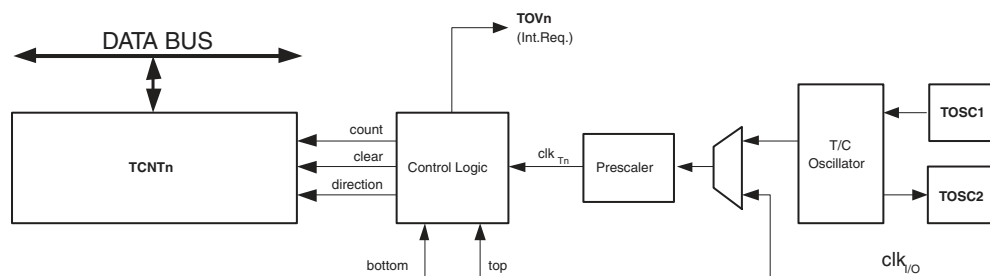 DATA BUS
TOVn
(Int.Req.)
TCNTn
count
clear
direction
Control Logic
clkTn
Prescaler
T/C
Oscillator
TOSC1
TOSC2
bottom
top
clkI/O